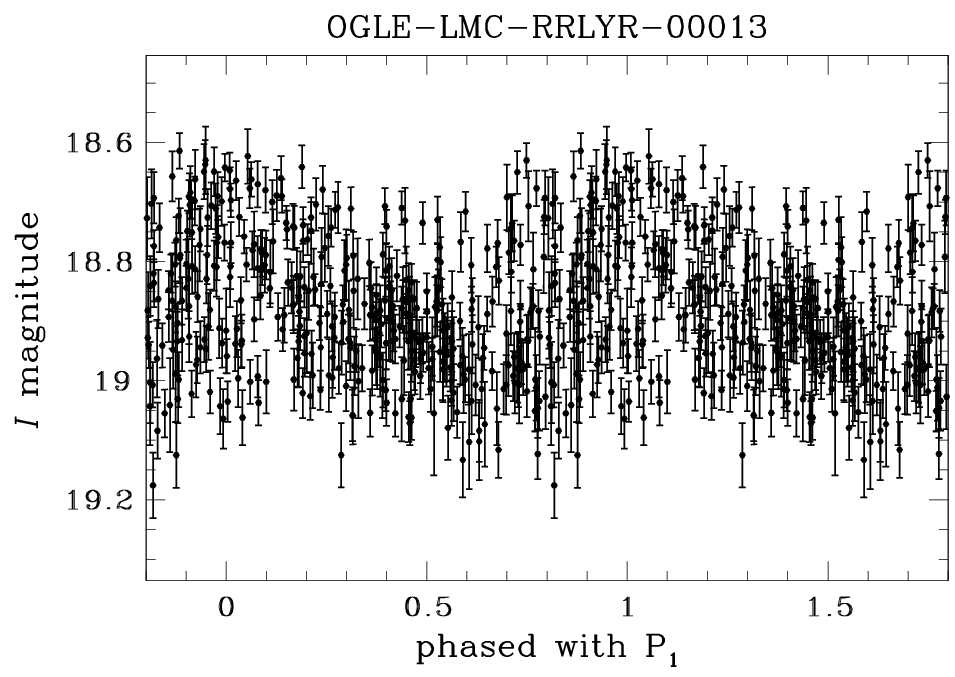 OGLE-LMC-RRLYR-00013
18.6
18.8
19
19.2
I magnitude
0 0.5 1 1.5
phased with P1